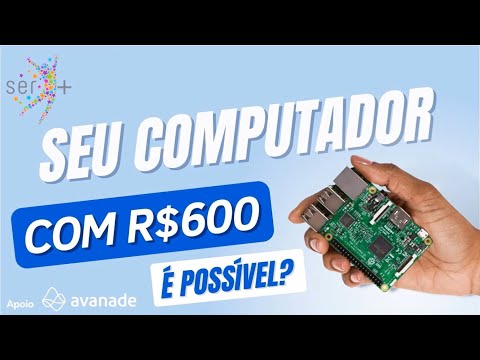 ser+
SEU COMPUTADOR
COM R$600
É POSSÍVEL?
Apoio avanade